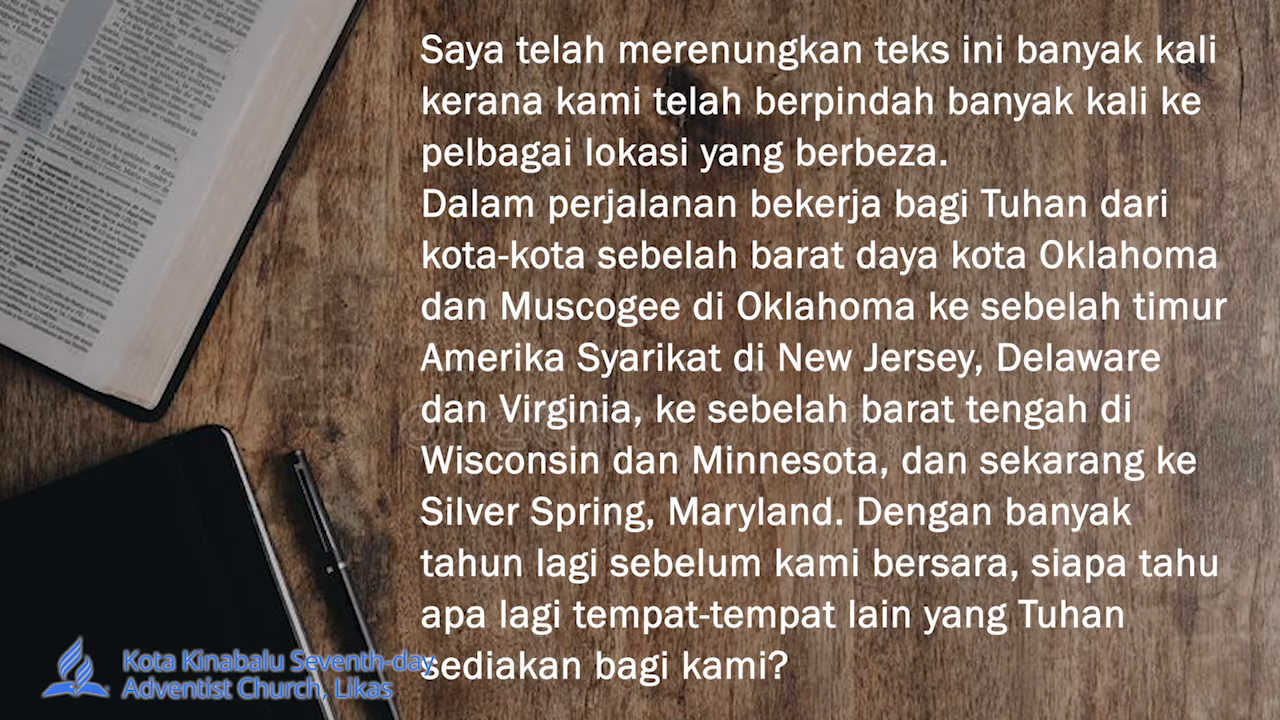 Saya telah merenungkan teks ini banyak kali
kerana kami telah berpindah banyak kali ke
pelbagai lokasi yang berbeza.
Dalam perjalanan bekerja bagi Tuhan dari
kota-kota sebelah barat daya kota Oklahoma
dan Muscogee di Oklahoma ke sebelah timur
Amerika Syarikat di New Jersey, Delaware
dan Virginia, ke sebelah barat tengah di
Wisconsin dan Minnesota, dan sekarang ke
Silver Spring, Maryland. Dengan banyak
tahun lagi sebelum kami bersara, siapa tahu
apa lagi tempat-tempat lain yang Tuhan
sediakan bagi kami?
Kota Kinabalu Seventh-day
Adventist Church, Likas